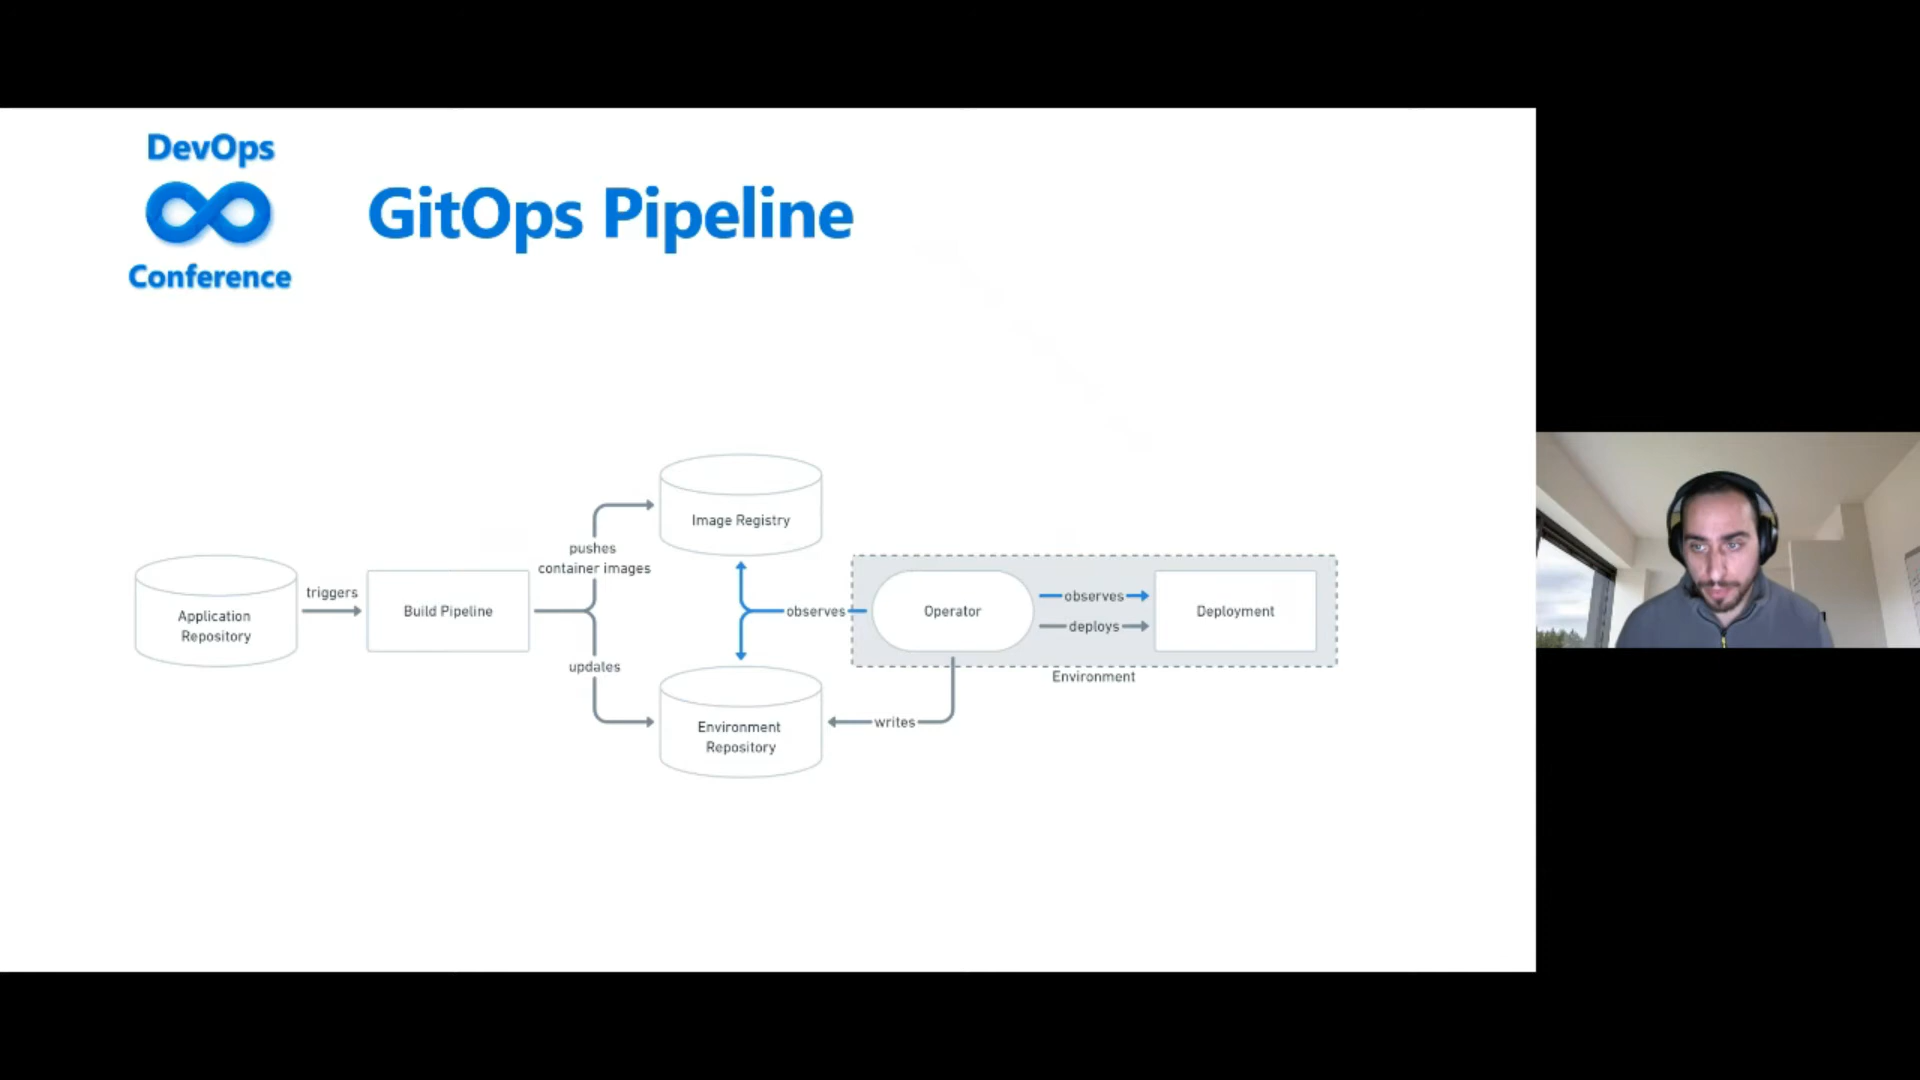 DevOps
Conference
GitOps Pipeline
Application
Repository
triggers
Build Pipeline
pushes
container images
updates
Image Registry
Environment
Repository
observes
Operator
observes
deploys
Deployment
Environment
writes